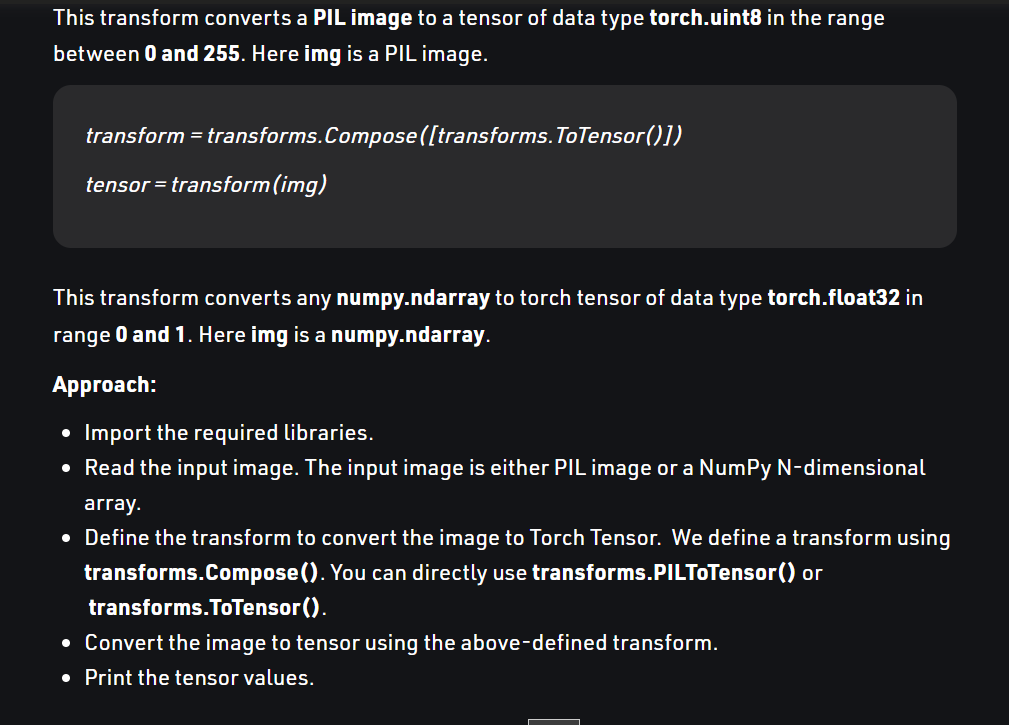 This transform converts a PIL image to a tensor of data type torch.uint8 in the range
between 0 and 255. Here img is a PIL image.
transform = transforms.Compose([transforms.ToTensor()])
tensor = transform(img)
This transform converts any numpy.ndarray to torch tensor of data type torch.float32 in
range 0 and 1. Here img is a numpy.ndarray.
Approach:
• Import the required libraries.
• Read the input image. The input image is either PIL image or a NumPy N-dimensional
array.
• Define the transform to convert the image to Torch Tensor.  We define a transform using
transforms.Compose(). You can directly use transforms.PILToTensor() or
transforms.ToTensor().
• Convert the image to tensor using the above-defined transform.
• Print the tensor values.